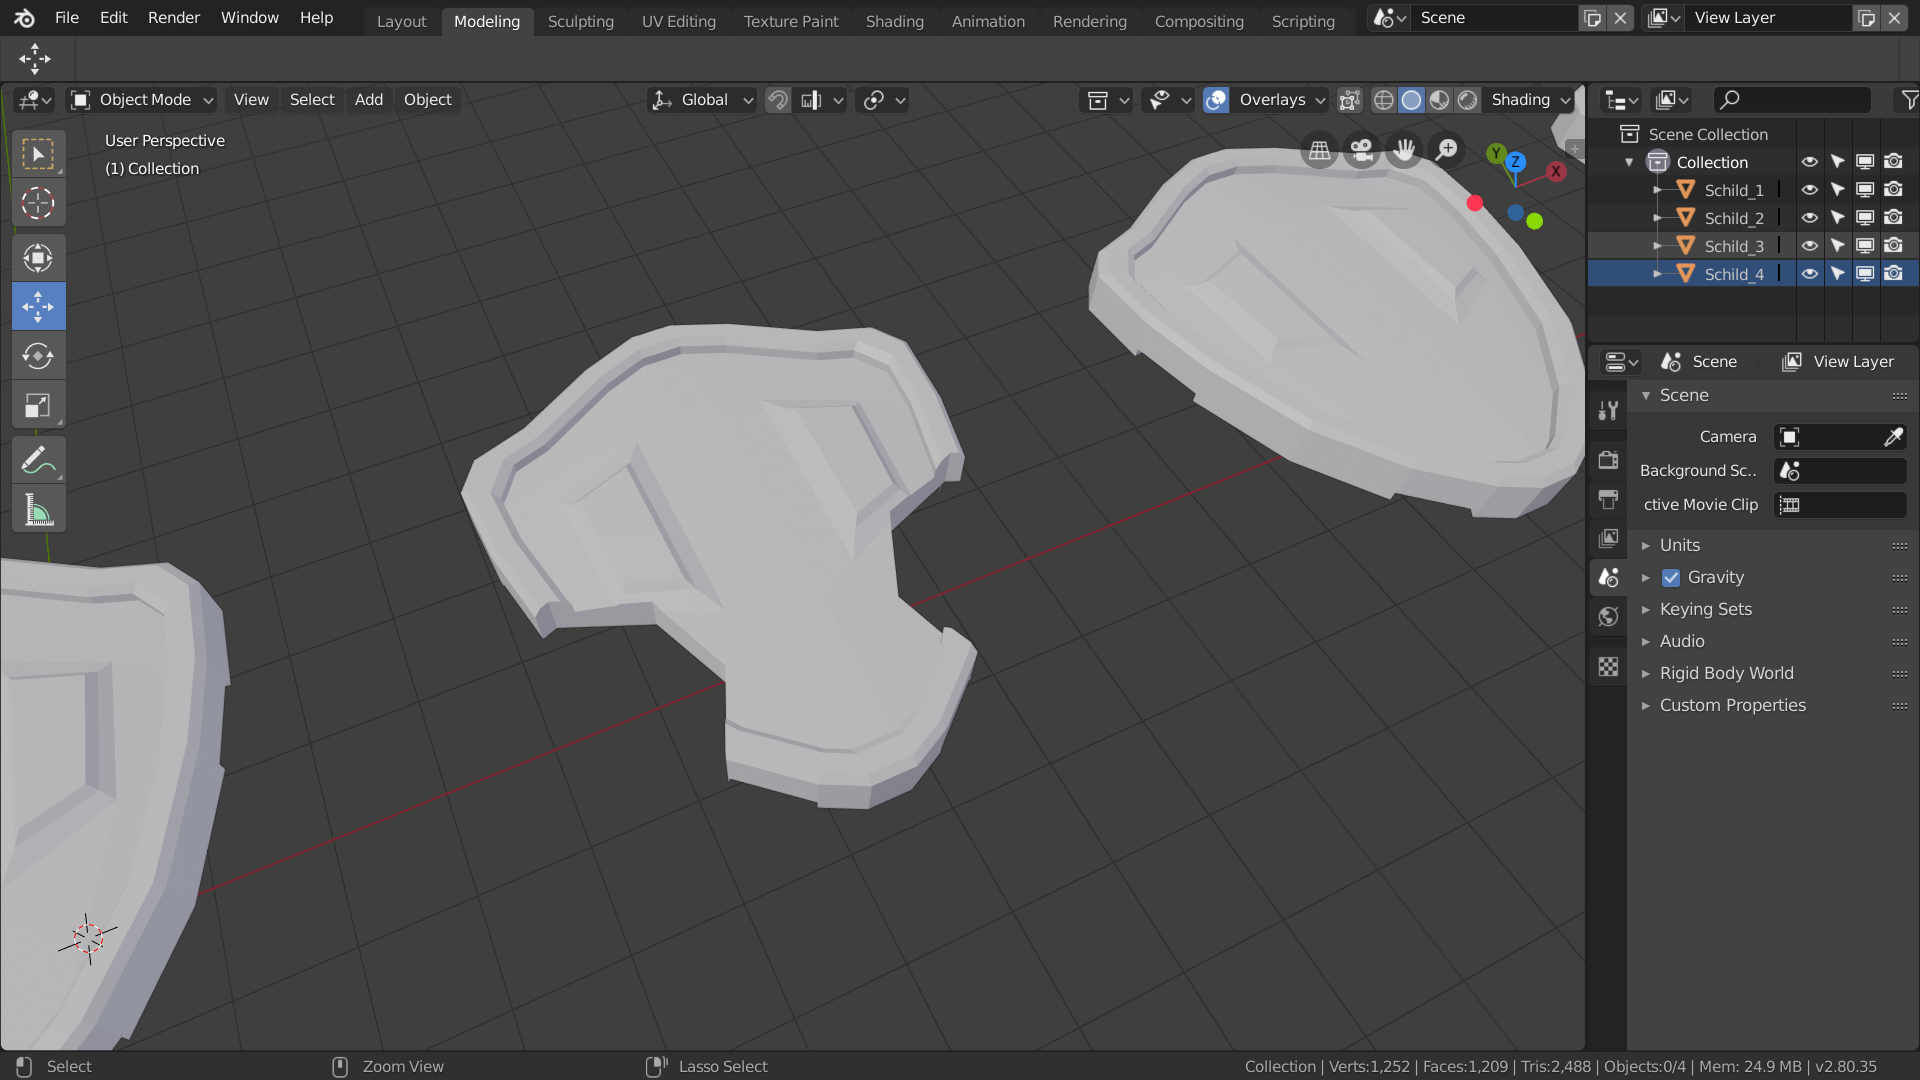 File Edit Render Window Help Layout Modeling Sculpting UV Editing Texture Paint Shading Animation Rendering Compositing Scripting Scene View Layer
Object Mode View Select Add Object Global Overlays Shading
User Perspective
(1) Collection
Y Z X
Scene Collection
Collection
Schild_1
Schild_2
Schild_3
Schild_4
Scene View Layer
Scene
Camera
Background Sc..
ctive Movie Clip
Units
Gravity
Keying Sets
Audio
Rigid Body World
Custom Properties
Select Zoom View Lasso Select Collection | Verts:1,252 | Faces:1,209 | Tris:2,488 | Objects:0/4 | Mem: 24.9 MB | v2.80.35